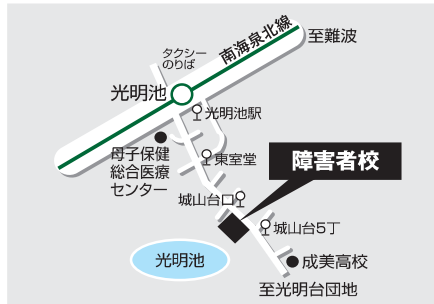 タクシー
のりば
南海泉北線
至難波
光明池
光明池駅
母子保健
総合医療
センター
東室堂
障害者校
城山台口
城山台5丁
光明池
成美高校
至光明台団地